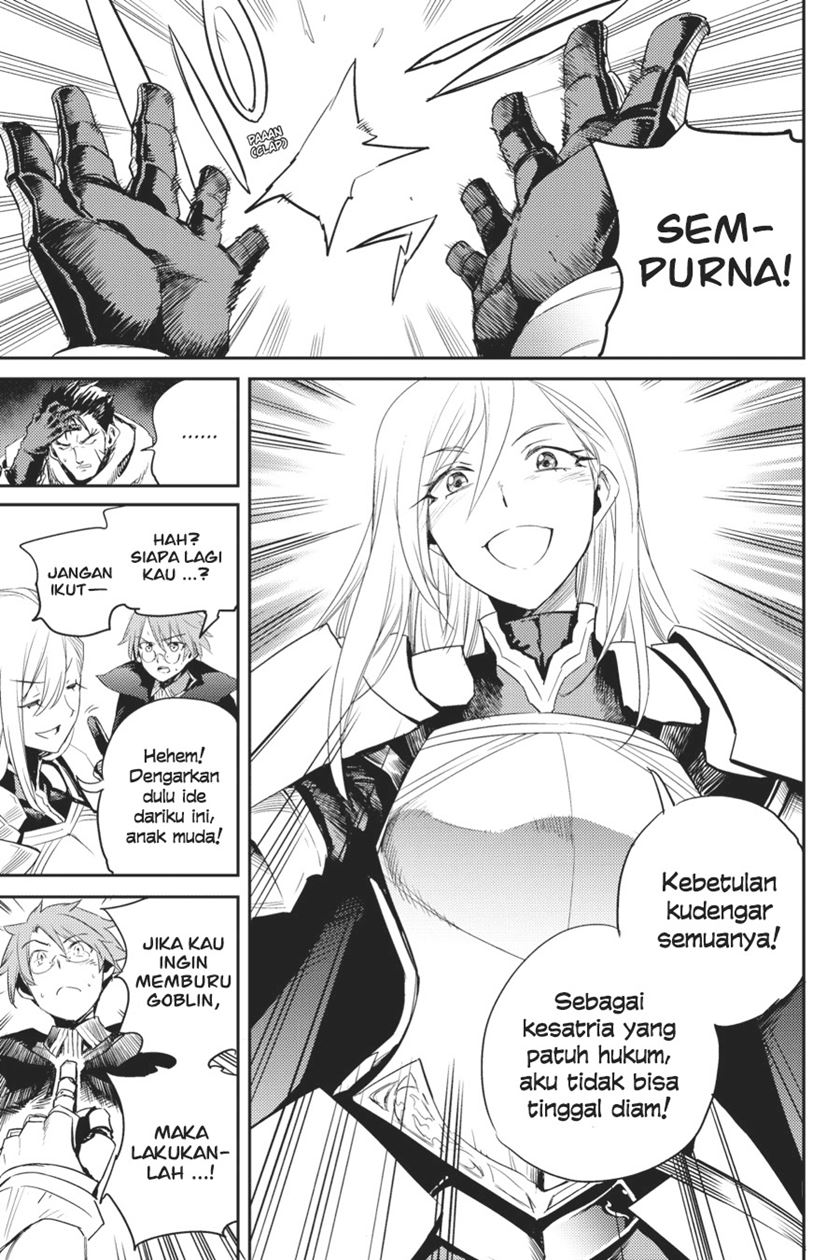 SEM-
PURNA!
PAAAN
(CLAP)
Kebetulan
kudengar
semuanya!
Sebagai
kesatria yang
patuh hukum,
aku tidak bisa
tinggal diam!
......
HAH?
SIAPA LAGI
KAU ...?
JANGAN
IKUT—
Hehem!
Dengarkan
dulu ide
dariku ini,
anak muda!
JIKA KAU
INGIN
MEMBURU
GOBLIN,
MAKA
LAKUKAN-
LAH ...!